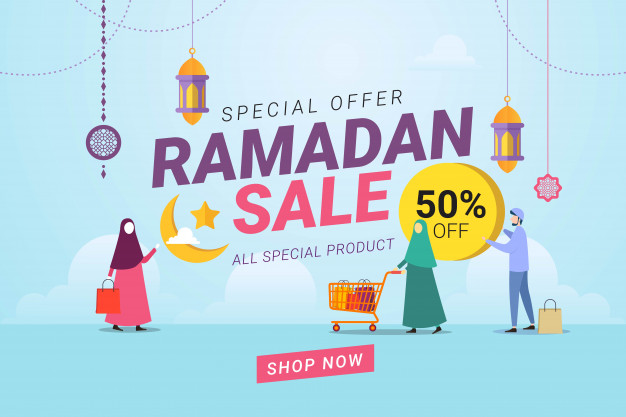 SPECIAL OFFER
RAMADAN
SALE
50%
OFF
ALL SPECIAL PRODUCT
SHOP NOW